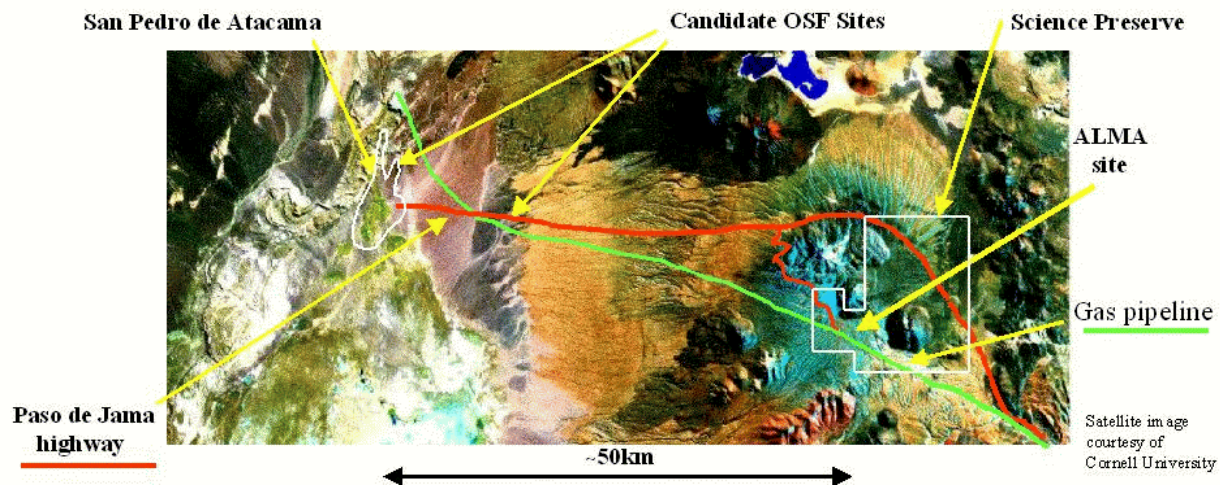 San Pedro de Atacama
Candidate OSF Sites
Science Preserve
ALMA
site
Gas pipeline
Paso de Jama
highway
~50km
Satellite image
courtesy of
Cornell University